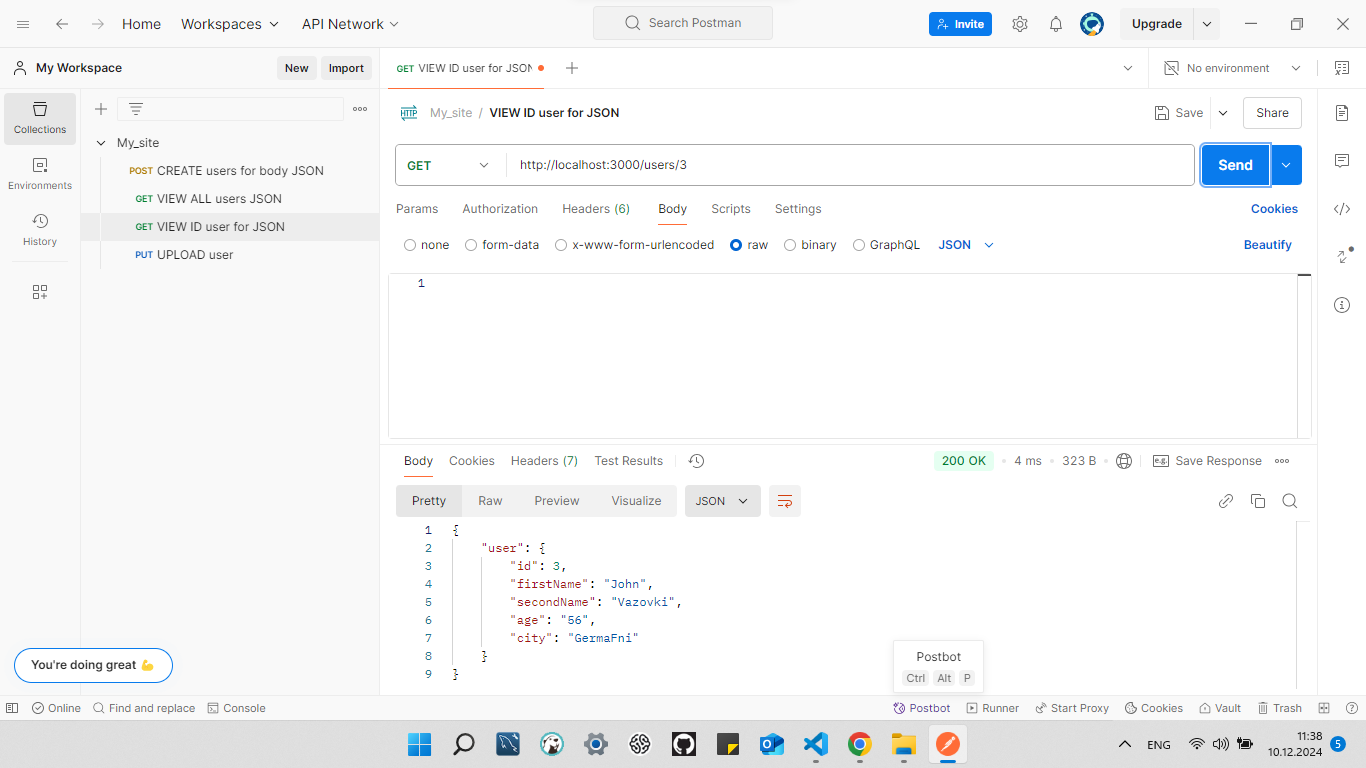 Home Workspaces API Network Search Postman Invite Upgrade
My Workspace New Import GET VIEW ID user for JSON No environment
Collections
Environments
History
My_site
POST CREATE users for body JSON
GET VIEW ALL users JSON
GET VIEW ID user for JSON
PUT UPLOAD user
HTTP My_site / VIEW ID user for JSON Save Share
GET http://localhost:3000/users/3 Send
Params Authorization Headers (6) Body Scripts Settings Cookies
none form-data x-www-form-urlencoded raw binary GraphQL JSON Beautify
1
Body Cookies Headers (7) Test Results 200 OK 4 ms 323 B e.g. Save Response
Pretty Raw Preview Visualize JSON
1 {
2 "user": {
3 "id": 3,
4 "firstName": "John",
5 "secondName": "Vazovki",
6 "age": "56",
7 "city": "GermaFni"
8 }
9 }
Postbot
Ctrl Alt P
You're doing great 💪
Online Find and replace Console Postbot Runner Start Proxy Cookies Vault Trash
ENG 11:38
10.12.2024 5